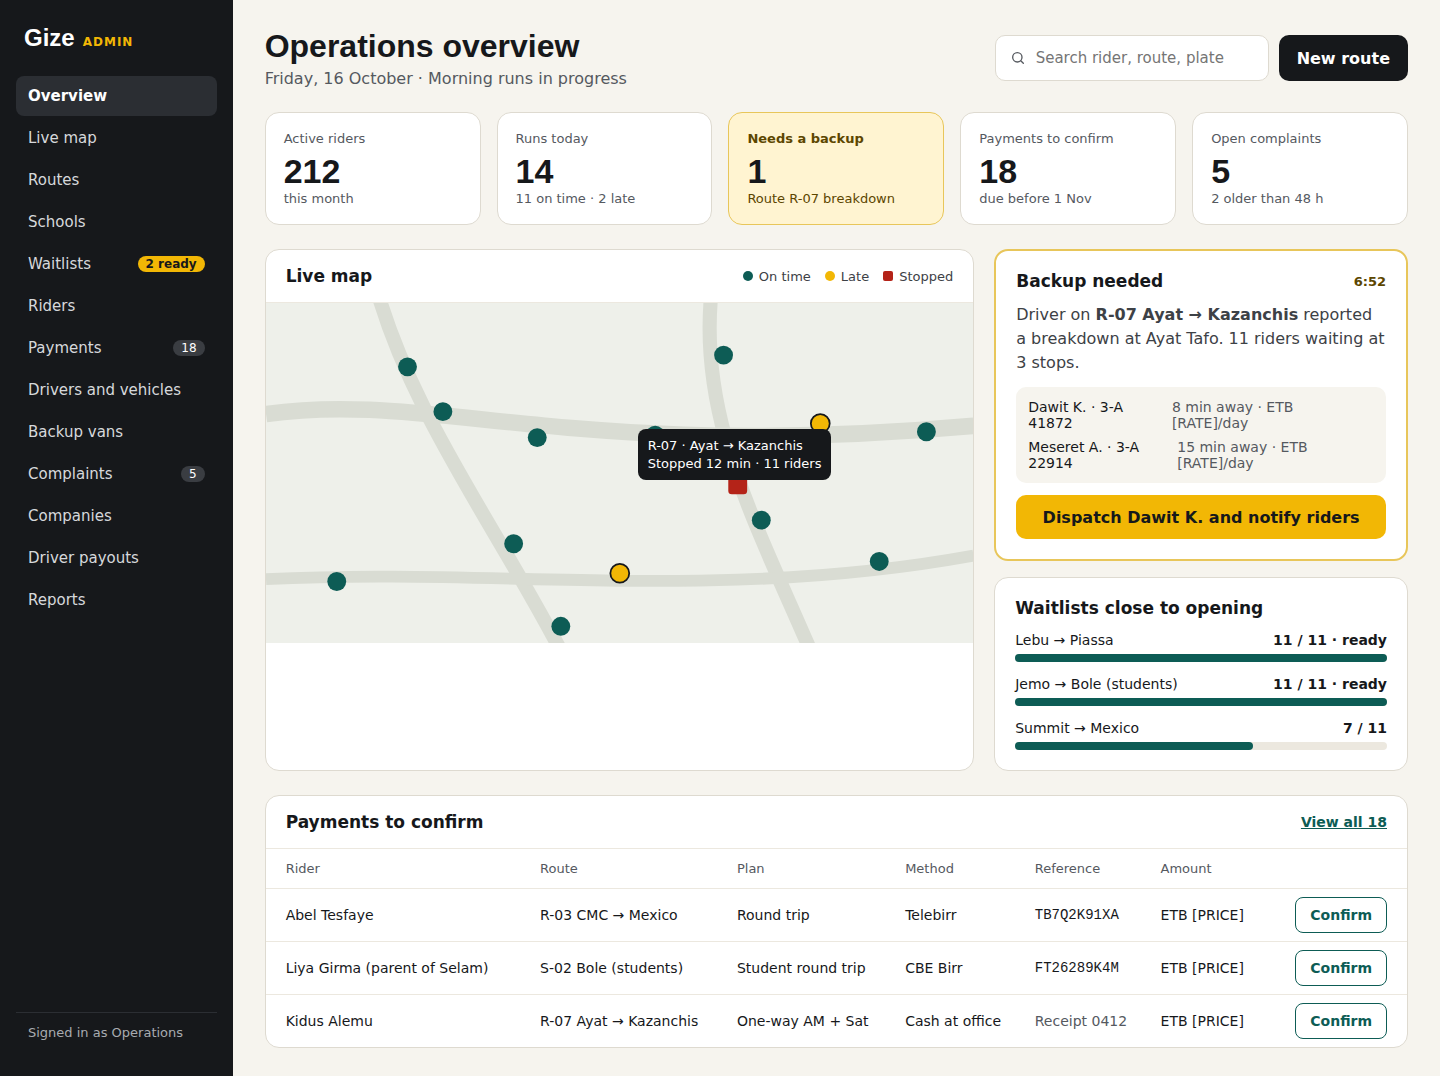 Gize ADMIN
Overview
Live map
Routes
Schools
Waitlists 2 ready
Riders
Payments 18
Drivers and vehicles
Backup vans
Complaints 5
Companies
Driver payouts
Reports
Signed in as Operations
Operations overview
Friday, 16 October · Morning runs in progress
Search rider, route, plate
New route
Active riders
212
this month
Runs today
14
11 on time · 2 late
Needs a backup
1
Route R-07 breakdown
Payments to confirm
18
due before 1 Nov
Open complaints
5
2 older than 48 h
Live map
On time Late Stopped
R-07 · Ayat → Kazanchis
Stopped 12 min · 11 riders
Backup needed 6:52
Driver on R-07 Ayat → Kazanchis reported
a breakdown at Ayat Tafo. 11 riders waiting at
3 stops.
Dawit K. · 3-A 41872
8 min away · ETB [RATE]/day
Meseret A. · 3-A 22914
15 min away · ETB [RATE]/day
Dispatch Dawit K. and notify riders
Waitlists close to opening
Lebu → Piassa 11 / 11 · ready
Jemo → Bole (students) 11 / 11 · ready
Summit → Mexico 7 / 11
Payments to confirm View all 18
Rider Route Plan Method Reference Amount
Abel Tesfaye R-03 CMC → Mexico Round trip Telebirr TB7Q2K91XA ETB [PRICE] Confirm
Liya Girma (parent of Selam) S-02 Bole (students) Student round trip CBE Birr FT26289K4M ETB [PRICE] Confirm
Kidus Alemu R-07 Ayat → Kazanchis One-way AM + Sat Cash at office Receipt 0412 ETB [PRICE] Confirm